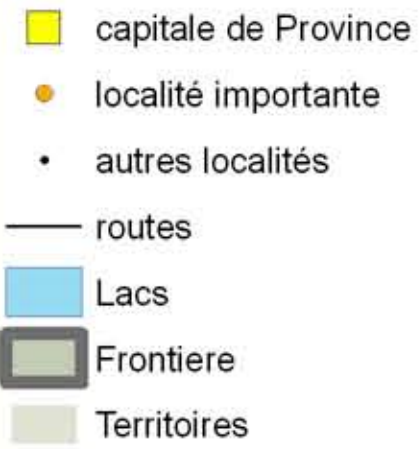 capitale de Province
localité importante
autres localités
routes
Lacs
Frontiere
Territoires